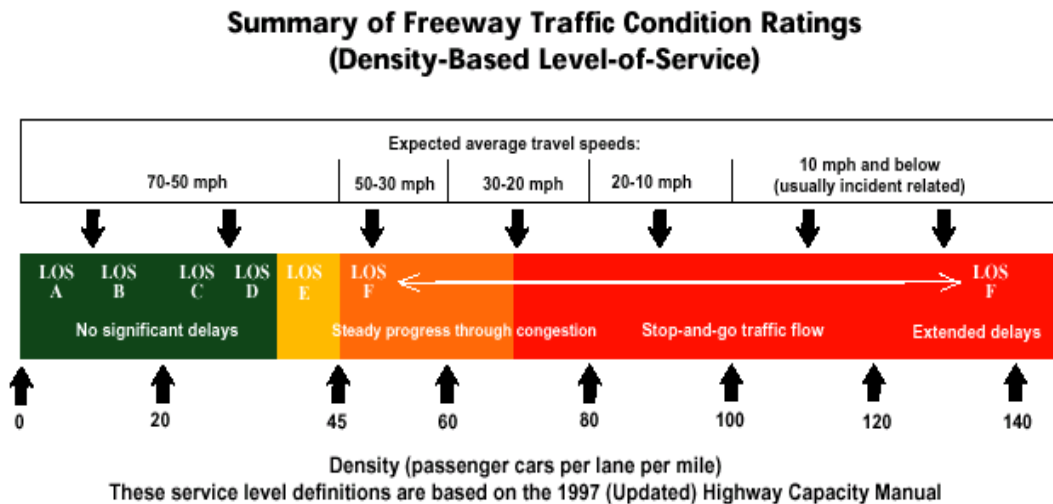 Summary of Freeway Traffic Condition Ratings
(Density-Based Level-of-Service)
Expected average travel speeds:
70-50 mph
50-30 mph
30-20 mph
20-10 mph
10 mph and below
(usually incident related)
LOS
A
LOS
B
LOS
C
LOS
D
LOS
E
LOS
F
LOS
F
No significant delays
Steady progress through congestion
Stop-and-go traffic flow
Extended delays
0
20
45
60
80
100
120
140
Density (passenger cars per lane per mile)
These service level definitions are based on the 1997 (Updated) Highway Capacity Manual